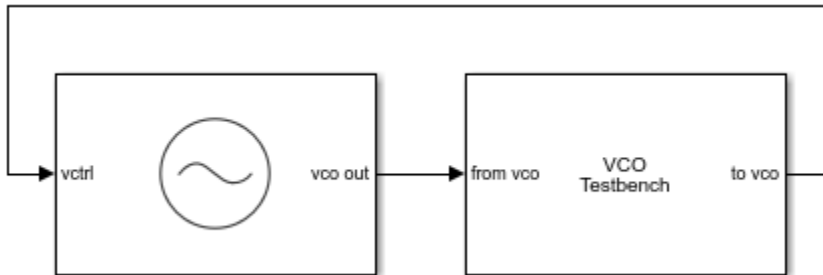 vctrl
vco out
from vco
VCO
Testbench
to vco